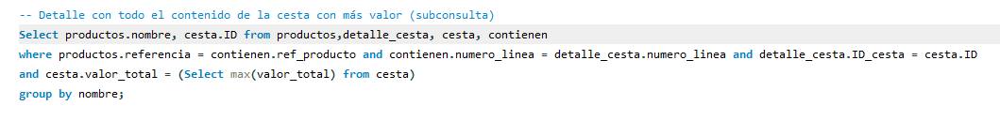 -- Detalle con todo el contenido de la cesta con más valor (subconsulta)
Select productos.nombre, cesta.ID from productos,detalle_cesta, cesta, contienen
where productos.referencia = contienen.ref_producto and contienen.numero_linea = detalle_cesta.numero_linea and detalle_cesta.ID_cesta = cesta.ID
and cesta.valor_total = (Select max(valor_total) from cesta)
group by nombre;